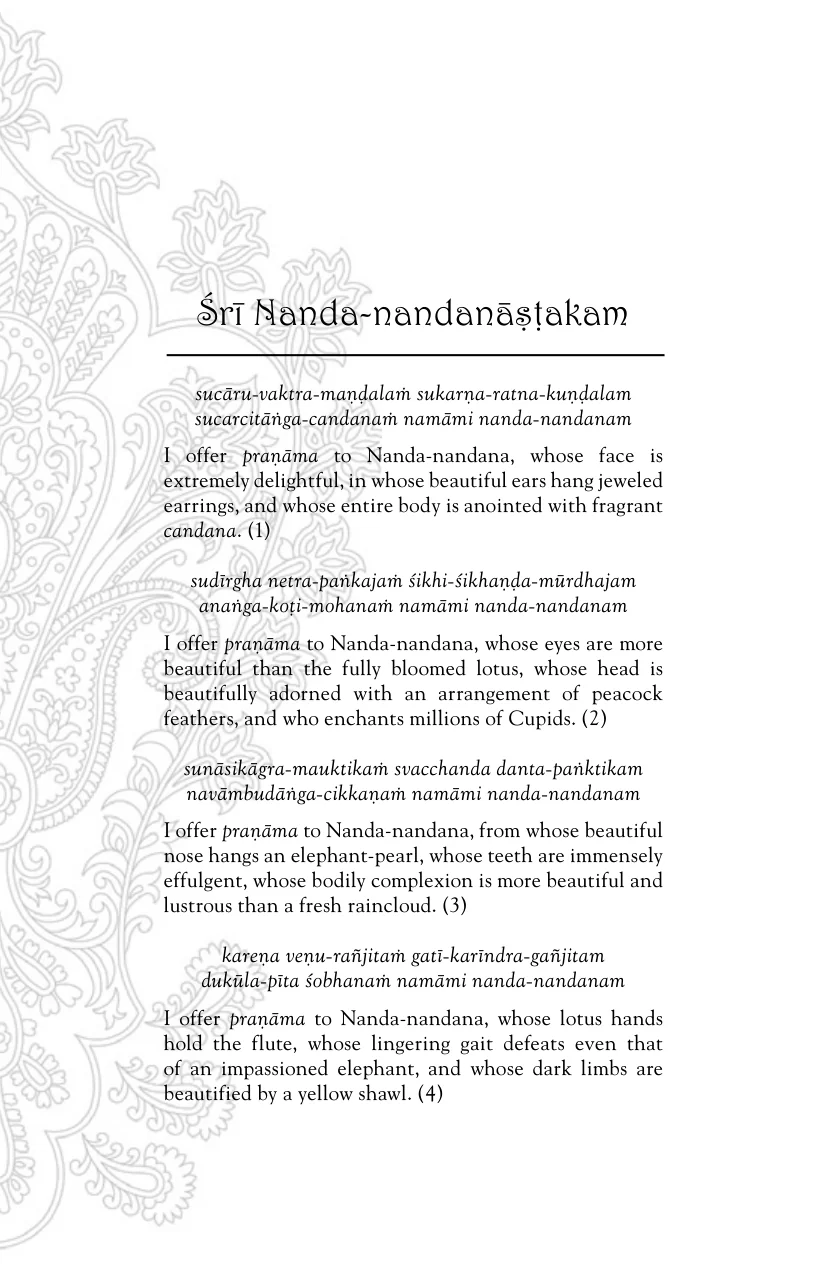 Śrī Nanda-nandanāṣṭakam
sucāru-vaktra-maṇḍalaṁ sukarṇa-ratna-kuṇḍalam
sucarcitāṅga-candanaṁ namāmi nanda-nandanam
I offer praṇāma to Nanda-nandana, whose face is
extremely delightful, in whose beautiful ears hang jeweled
earrings, and whose entire body is anointed with fragrant
candana. (1)
sudīrgha netra-paṅkajaṁ śikhi-śikhaṇḍa-mūrdhajam
anaṅga-koṭi-mohanaṁ namāmi nanda-nandanam
I offer praṇāma to Nanda-nandana, whose eyes are more
beautiful than the fully bloomed lotus, whose head is
beautifully adorned with an arrangement of peacock
feathers, and who enchants millions of Cupids. (2)
sunāsikāgra-mauktikaṁ svacchanda danta-paṅktikam
navāmbudāṅga-cikkaṇaṁ namāmi nanda-nandanam
I offer praṇāma to Nanda-nandana, from whose beautiful
nose hangs an elephant-pearl, whose teeth are immensely
effulgent, whose bodily complexion is more beautiful and
lustrous than a fresh raincloud. (3)
kareṇa veṇu-rañjitaṁ gatī-karīndra-gañjitam
dukūla-pīta śobhanaṁ namāmi nanda-nandanam
I offer praṇāma to Nanda-nandana, whose lotus hands
hold the flute, whose lingering gait defeats even that
of an impassioned elephant, and whose dark limbs are
beautified by a yellow shawl. (4)